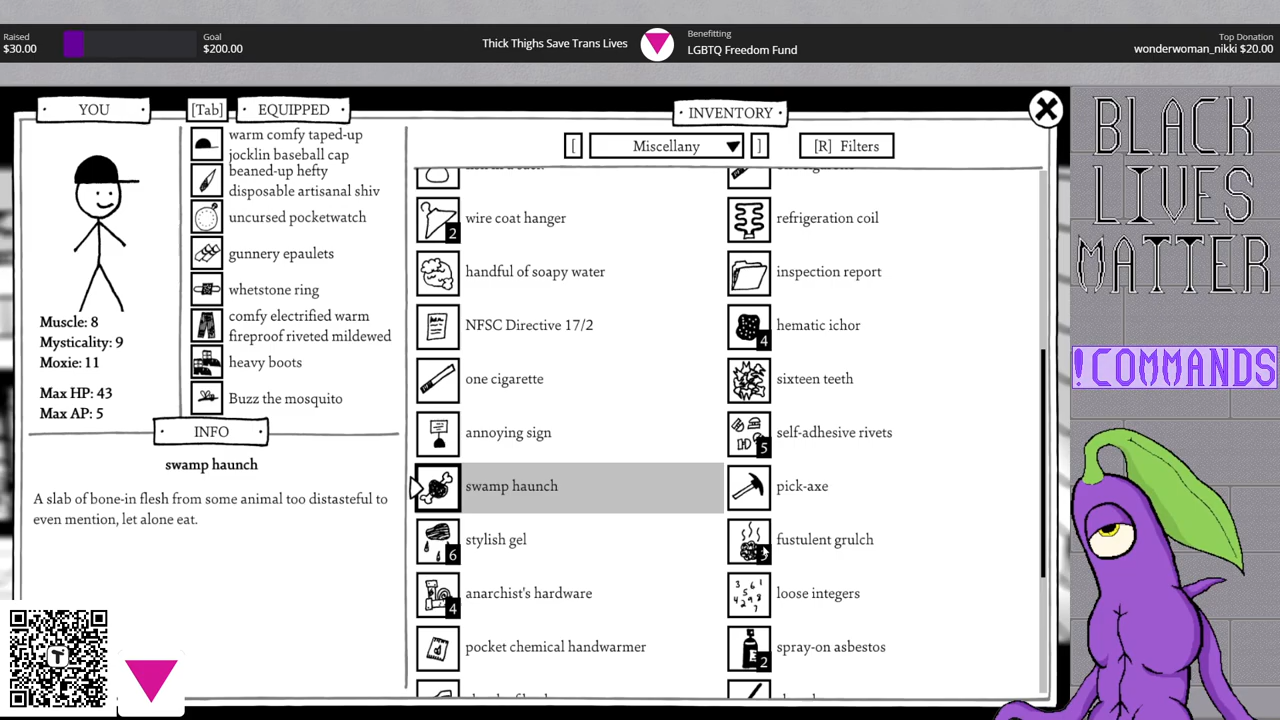 Raised
$30.00
Goal
$200.00
Thick Thighs Save Trans Lives
Benefitting
LGBTQ Freedom Fund
Top Donation
wonderwoman_nikki $20.00
YOU
[Tab]
EQUIPPED
INVENTORY
[
Miscellany
]
[R] Filters
warm comfy taped-up
jocklin baseball cap
beaned-up hefty
disposable artisanal shiv
uncursed pocketwatch
gunnery epaulets
whetstone ring
comfy electrified warm
fireproof riveted mildewed
heavy boots
Buzz the mosquito
Muscle: 8
Mysticality: 9
Moxie: 11
Max HP: 43
Max AP: 5
INFO
swamp haunch
A slab of bone-in flesh from some animal too distasteful to
even mention, let alone eat.
2
wire coat hanger
refrigeration coil
handful of soapy water
inspection report
NFSC Directive 17/2
4
hematic ichor
one cigarette
sixteen teeth
annoying sign
5
self-adhesive rivets
swamp haunch
pick-axe
6
stylish gel
fustulent grulch
4
anarchist's hardware
loose integers
pocket chemical handwarmer
2
spray-on asbestos
BLACK
LIVES
MATTER
!COMMANDS